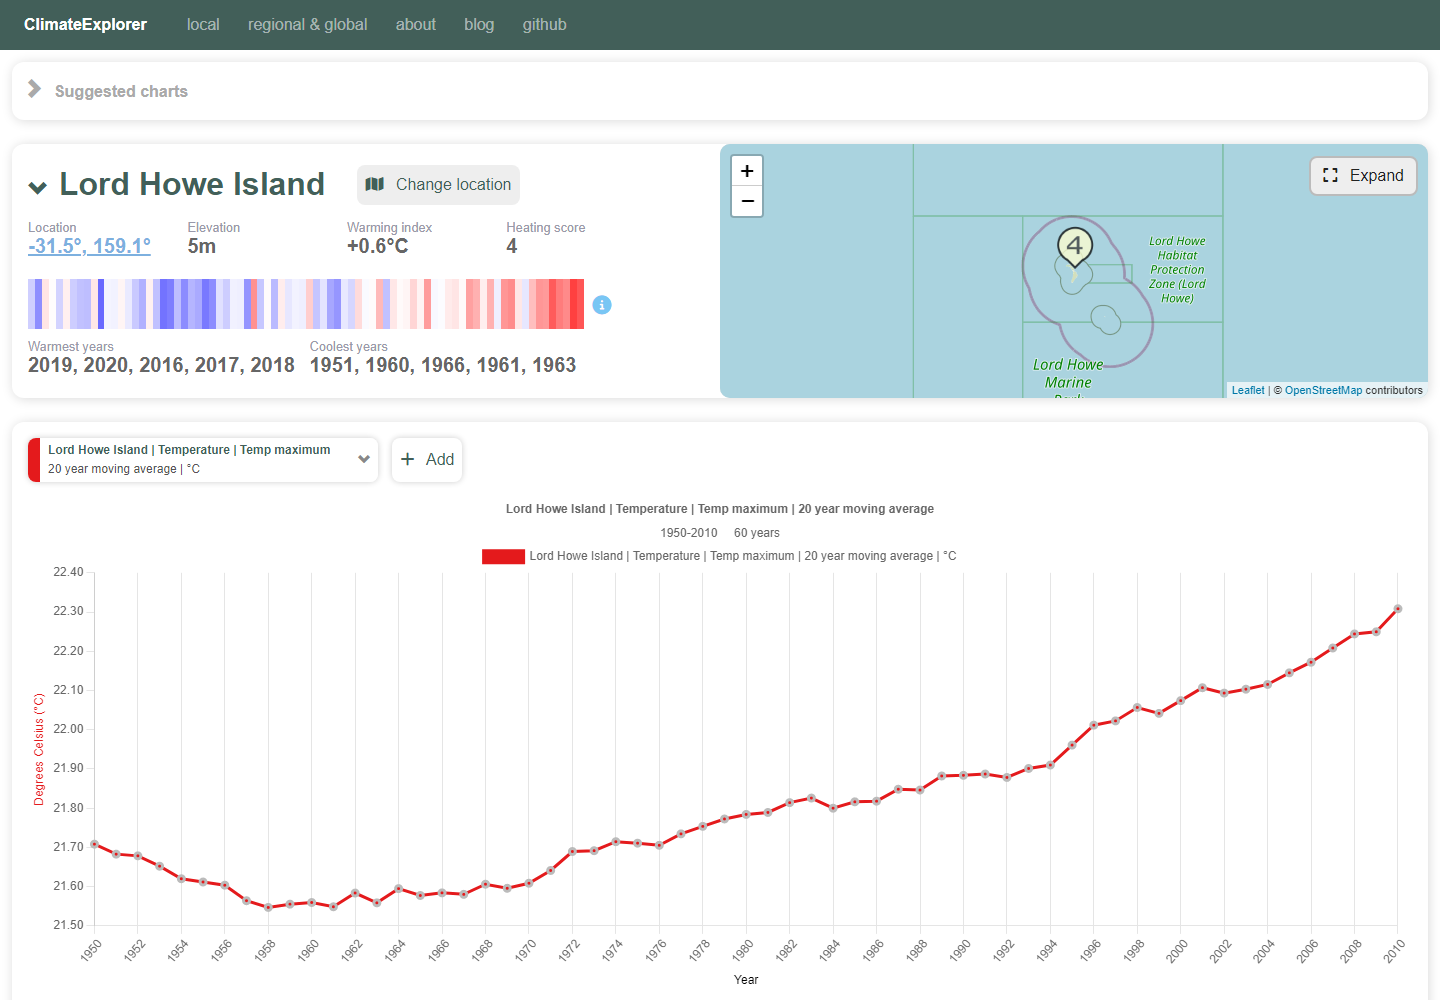 ClimateExplorer local regional & global about blog github
Suggested charts
Lord Howe Island
Change location
Location Elevation Warming index Heating score
-31.5°, 159.1° 5m +0.6°C 4
Warmest years Coolest years
2019, 2020, 2016, 2017, 2018 1951, 1960, 1966, 1961, 1963
+
−
Expand
4
Lord Howe
Habitat
Protection
Zone (Lord
Howe)
Lord Howe
Marine
Park
Leaflet | © OpenStreetMap contributors
Lord Howe Island | Temperature | Temp maximum
20 year moving average | °C
+ Add
Lord Howe Island | Temperature | Temp maximum | 20 year moving average
1950-2010 60 years
Lord Howe Island | Temperature | Temp maximum | 20 year moving average | °C
Degrees Celsius (°C)
22.40
22.30
22.20
22.10
22.00
21.90
21.80
21.70
21.60
21.50
1950 1952 1954 1956 1958 1960 1962 1964 1966 1968 1970 1972 1974 1976 1978 1980 1982 1984 1986 1988 1990 1992 1994 1996 1998 2000 2002 2004 2006 2008 2010
Year